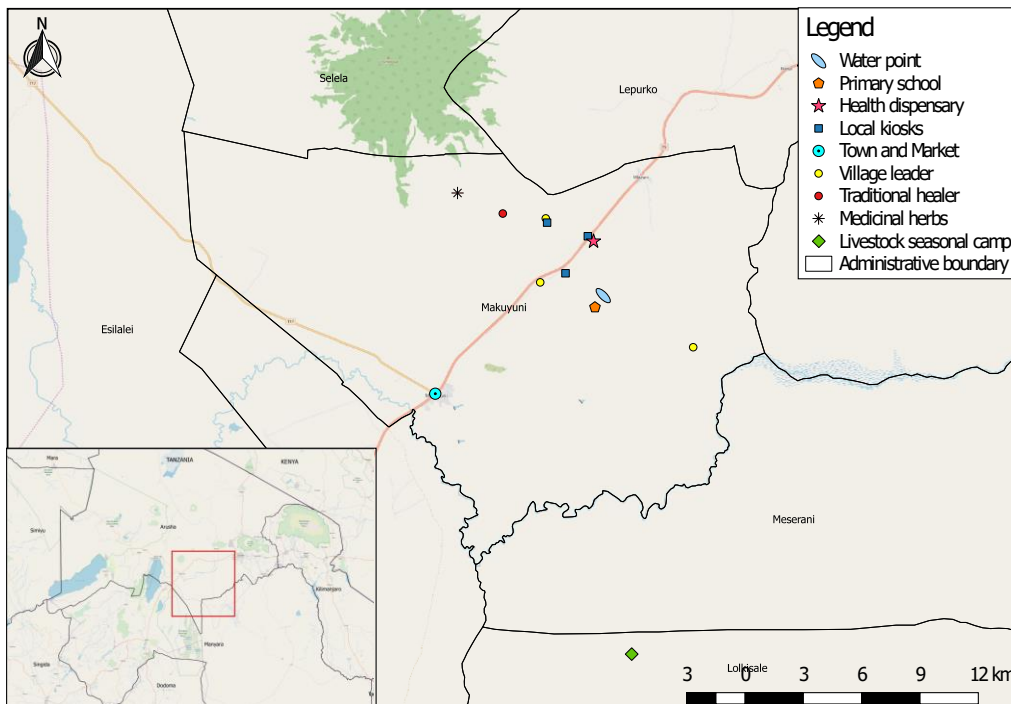 N
Legend
Water point
Primary school
Health dispensary
Local kiosks
Town and Market
Village leader
Traditional healer
Medicinal herbs
Livestock seasonal camp
Administrative boundary
Selela
Lepurko
Makuyuni
Esilalei
Meserani
Lolkisale
3 0 3 6 9 12 km
TANZANIA
KENYA
Mara
Simiyu
Arusha
Kilimanjaro
Manyara
Singida
Dodoma